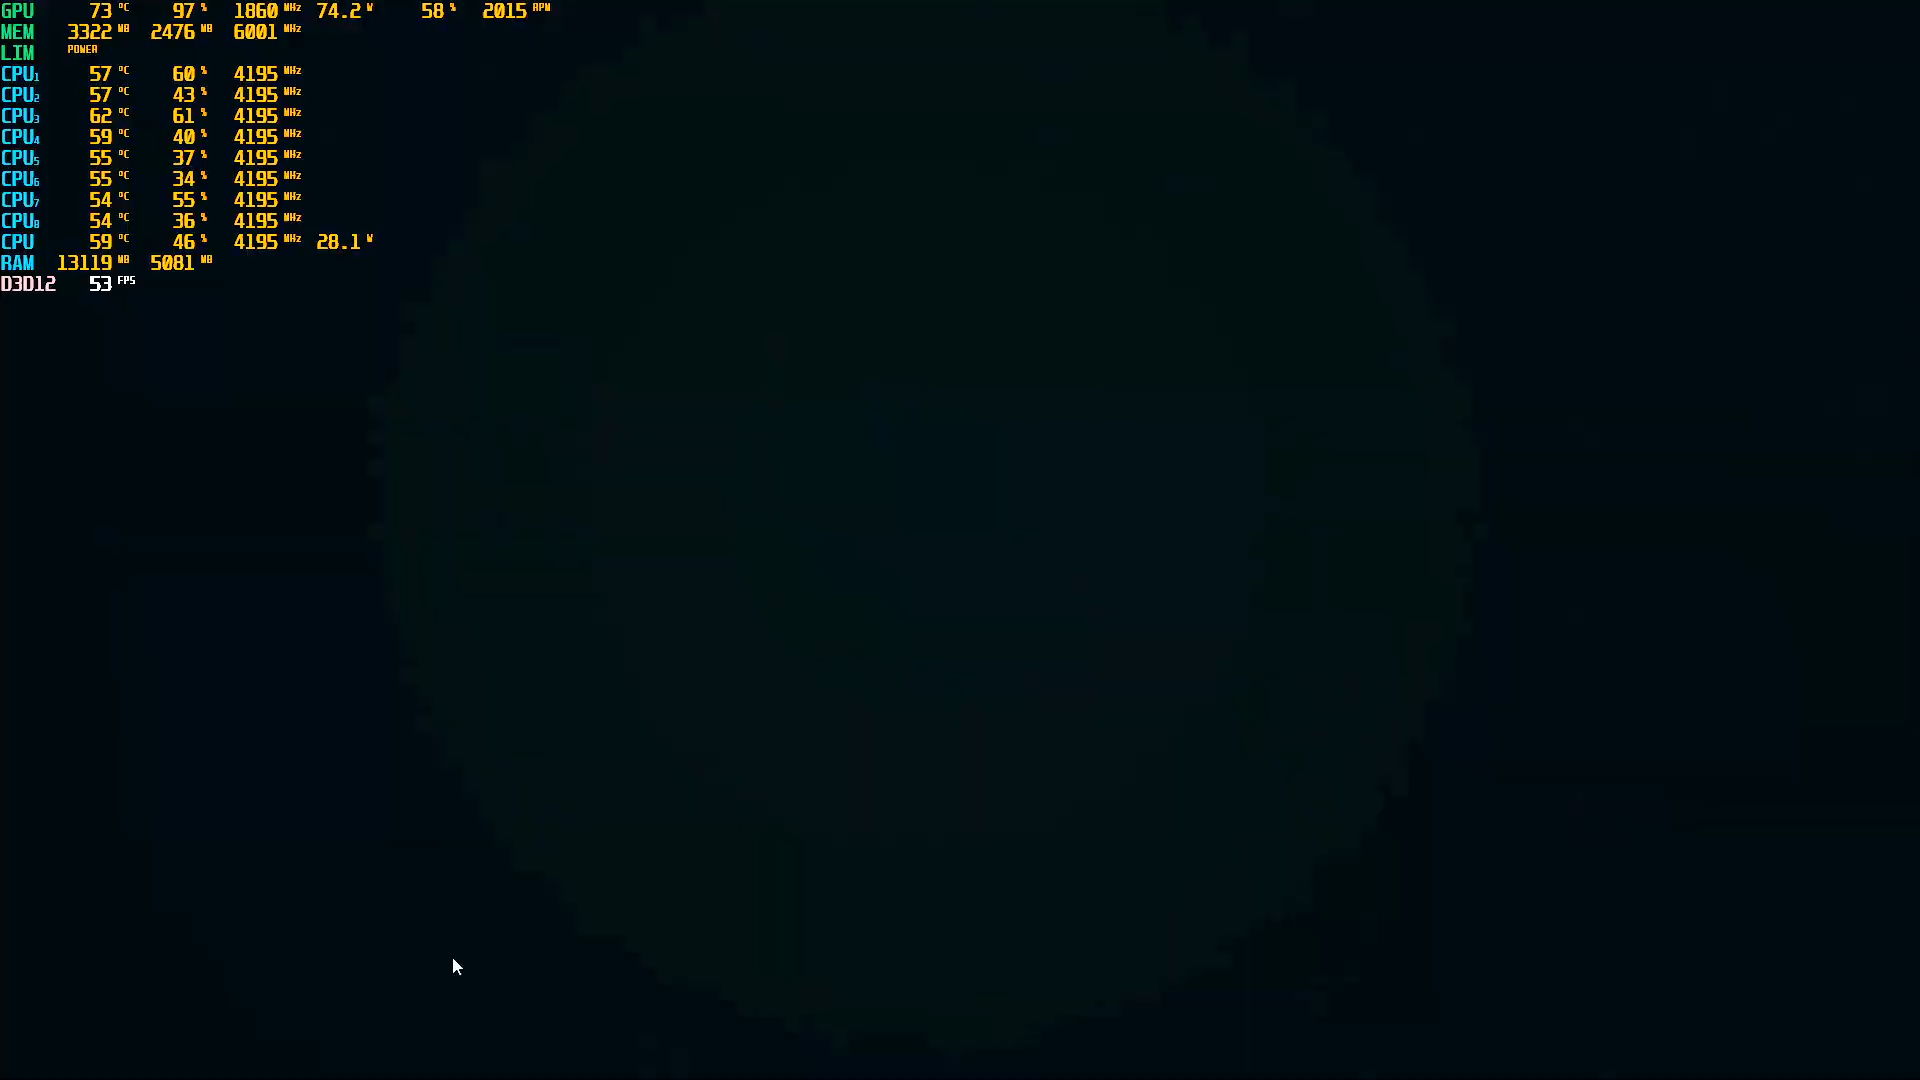 GPU 73 °C 97 % 1860 MHz 74.2 W 58 % 2015 RPM
MEM 3322 MB 2476 MB 6001 MHz
LIM POWER
CPU1 57 °C 60 % 4195 MHz
CPU2 57 °C 43 % 4195 MHz
CPU3 62 °C 61 % 4195 MHz
CPU4 59 °C 40 % 4195 MHz
CPU5 55 °C 37 % 4195 MHz
CPU6 55 °C 34 % 4195 MHz
CPU7 54 °C 55 % 4195 MHz
CPU8 54 °C 36 % 4195 MHz
CPU 59 °C 46 % 4195 MHz 28.1 W
RAM 13119 MB 5081 MB
D3D12 53 FPS